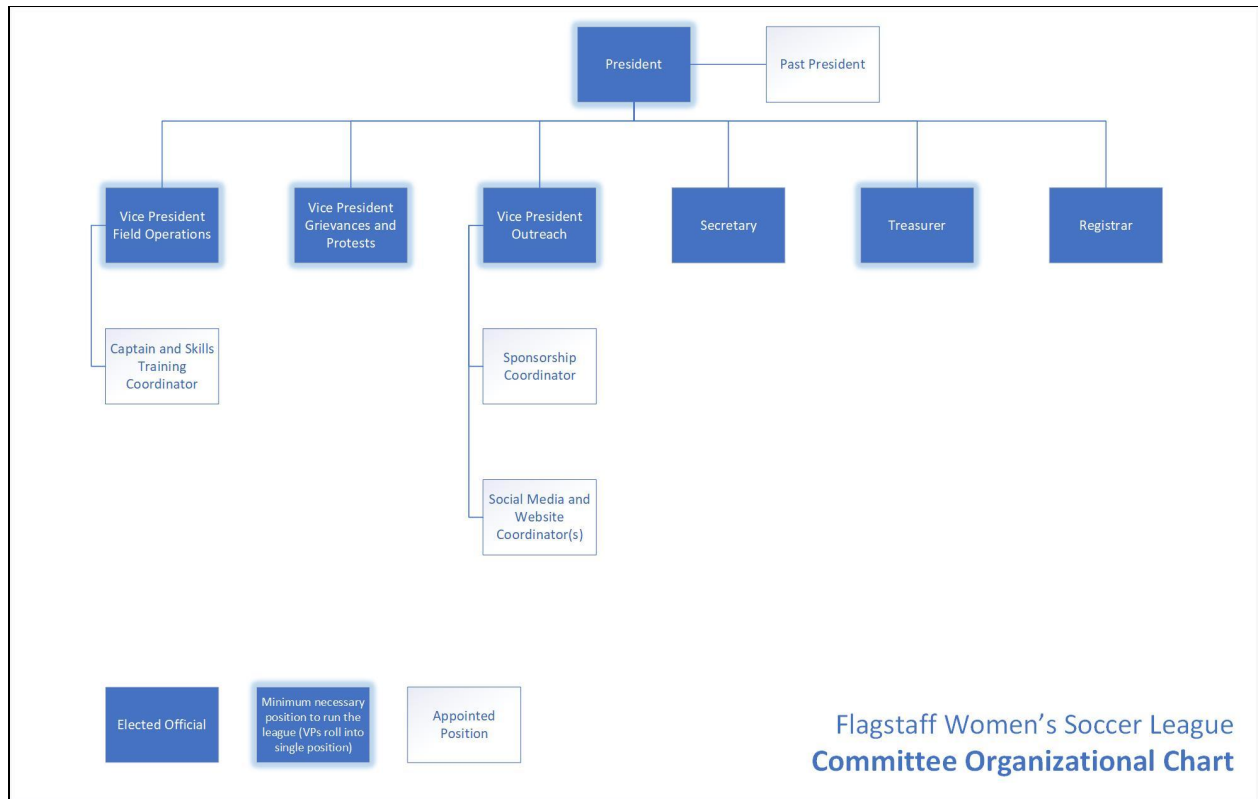 President
Past President
Vice President
Field Operations
Vice President
Grievances and
Protests
Vice President
Outreach
Secretary
Treasurer
Registrar
Captain and Skills
Training
Coordinator
Sponsorship
Coordinator
Social Media and
Website
Coordinator(s)
Elected Official
Minimum necessary
position to run the
league (VPs roll into
single position)
Appointed
Position
Flagstaff Women’s Soccer League
Committee Organizational Chart